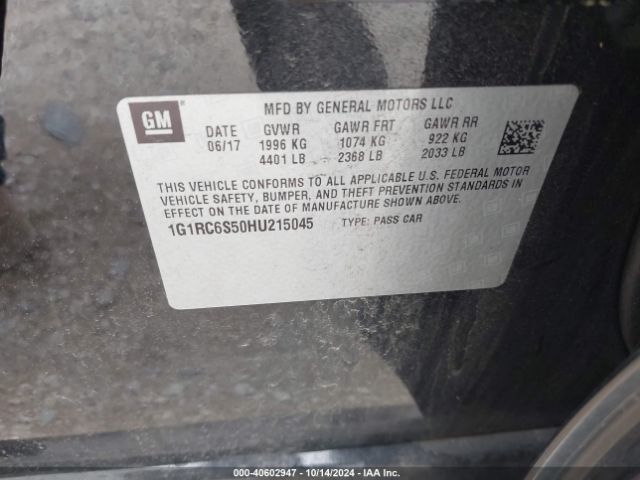 GM
MFD BY GENERAL MOTORS LLC
DATE GVWR GAWR FRT GAWR RR
06/17 1996 KG 1074 KG 922 KG
4401 LB 2368 LB 2033 LB
THIS VEHICLE CONFORMS TO ALL APPLICABLE U.S. FEDERAL MOTOR
VEHICLE SAFETY, BUMPER, AND THEFT PREVENTION STANDARDS IN
EFFECT ON THE DATE OF MANUFACTURE SHOWN ABOVE.
1G1RC6S50HU215045 TYPE: PASS CAR
000-40602947 - 10/14/2024 - IAA Inc.